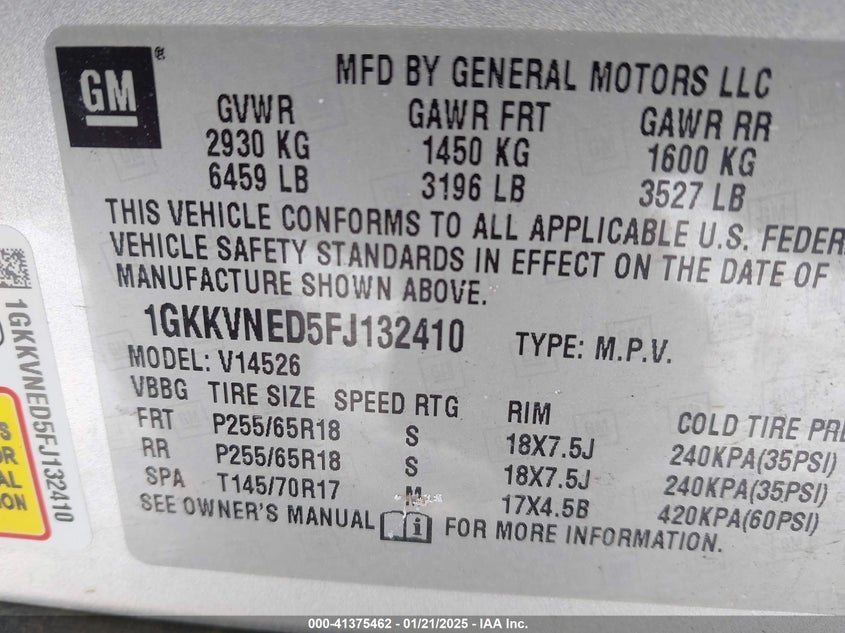 GM ®
MFD BY GENERAL MOTORS LLC
GVWR GAWR FRT GAWR RR
2930 KG 1450 KG 1600 KG
6459 LB 3196 LB 3527 LB
THIS VEHICLE CONFORMS TO ALL APPLICABLE U.S. FEDER
VEHICLE SAFETY STANDARDS IN EFFECT ON THE DATE OF
MANUFACTURE SHOWN ABOVE.
1GKKVNED5FJ132410 TYPE: M.P.V.
MODEL: V14526
VBBG TIRE SIZE SPEED RTG RIM COLD TIRE PRE
FRT P255/65R18 S 18X7.5J 240KPA(35PSI)
RR P255/65R18 S 18X7.5J 240KPA(35PSI)
SPA T145/70R17 M 17X4.5B 420KPA(60PSI)
SEE OWNER'S MANUAL i FOR MORE INFORMATION.
1GKKVNED5FJ132410
S
OR
AL
ON
000-41375462 - 01/21/2025 - IAA Inc.